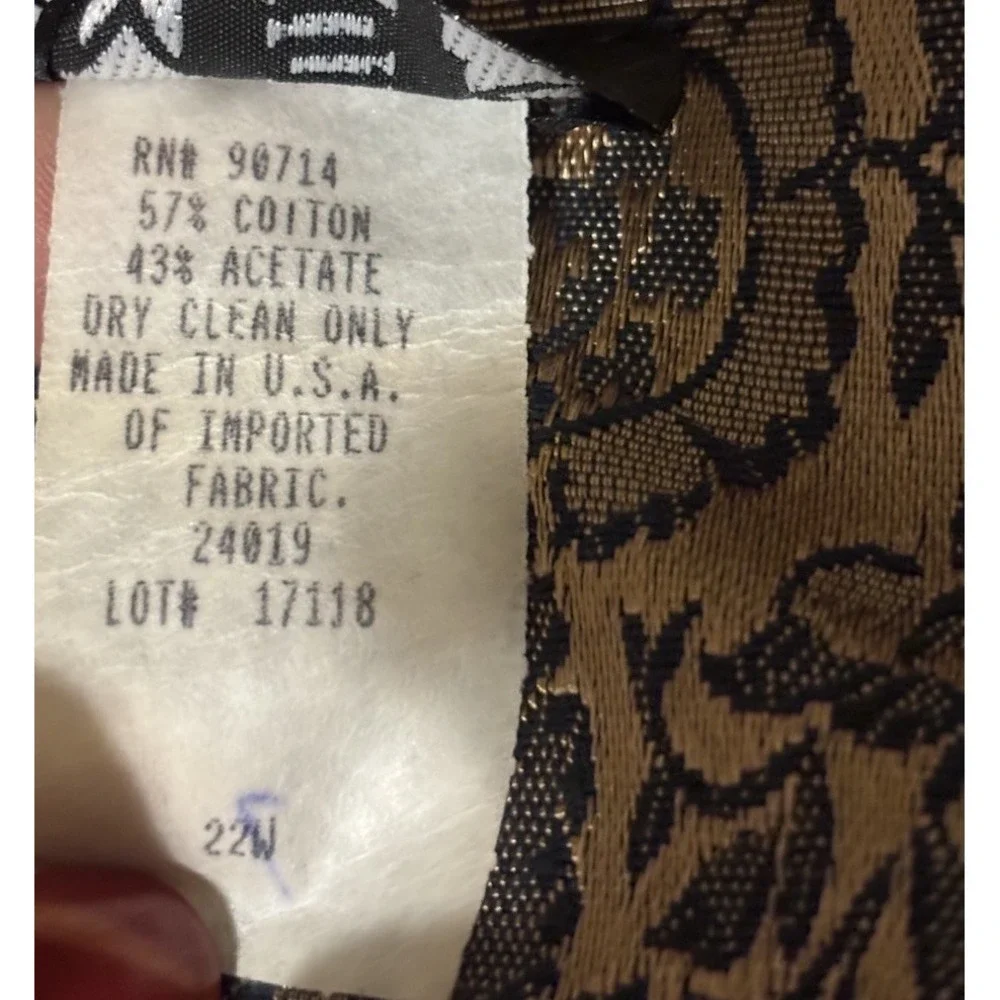 RN# 90714
57% COTTON
43% ACETATE
DRY CLEAN ONLY
MADE IN U.S.A.
OF IMPORTED
FABRIC.
24019
LOT# 17118
22W